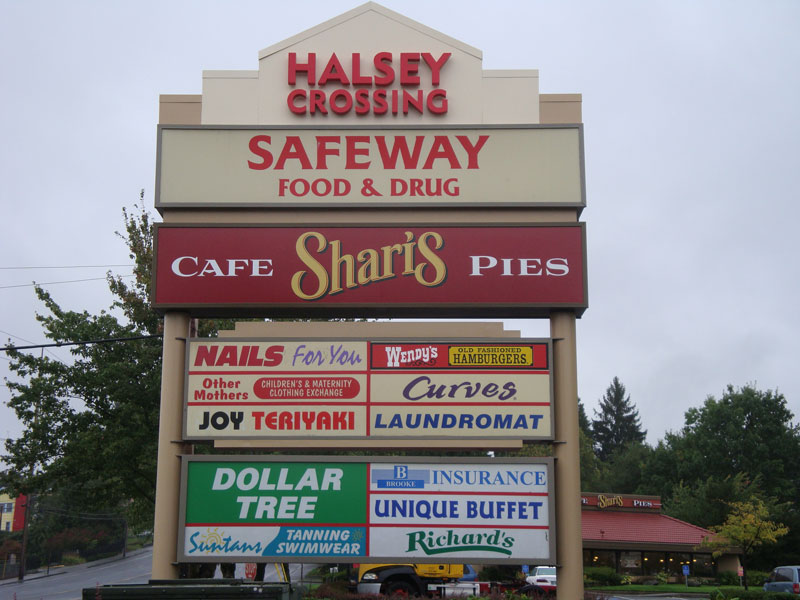 HALSEY
CROSSING
SAFEWAY
FOOD & DRUG
CAFE Shari's PIES
NAILS For You
WENDY'S OLD FASHIONED
HAMBURGERS.
Other
Mothers
CHILDREN'S & MATERNITY
CLOTHING EXCHANGE
Curves
JOY TERIYAKI
LAUNDROMAT
DOLLAR
TREE
B
BROOKE
INSURANCE
UNIQUE BUFFET
Suntans TANNING
SWIMWEAR
Richard's
Shari's PIES